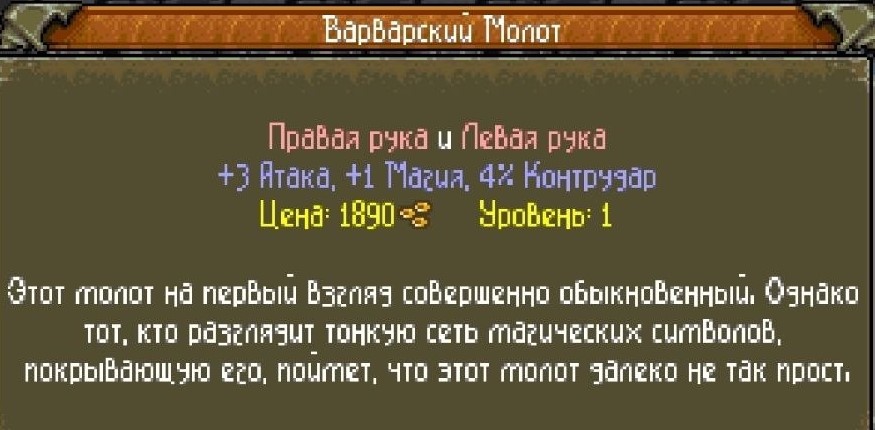 Варварский Молот
Правая рука и Левая рука
+3 Атака, +1 Магия, 4% Контрудар
Цена: 1890 Уровень: 1
Этот молот на первый взгляд совершенно обыкновенный. Однако
тот, кто разглядит тонкую сеть магических символов,
покрывающую его, поймет, что этот молот далеко не так прост.